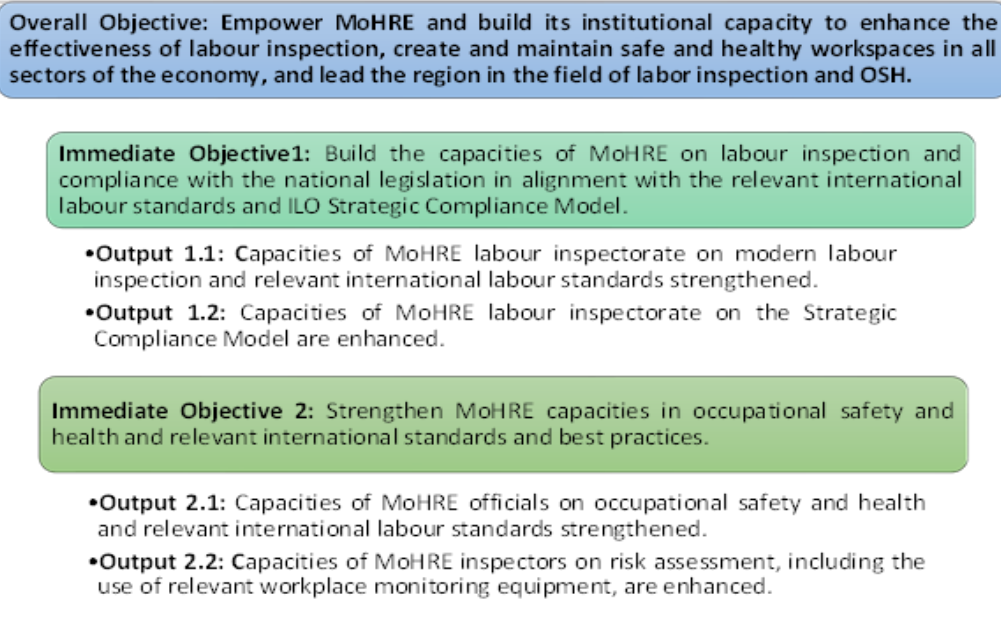 Overall Objective: Empower MoHRE and build its institutional capacity to enhance the
effectiveness of labour inspection, create and maintain safe and healthy workspaces in all
sectors of the economy, and lead the region in the field of labor inspection and OSH.
Immediate Objective1: Build the capacities of MoHRE on labour inspection and
compliance with the national legislation in alignment with the relevant international
labour standards and ILO Strategic Compliance Model.
•Output 1.1: Capacities of MoHRE labour inspectorate on modern labour
inspection and relevant international labour standards strengthened.
•Output 1.2: Capacities of MoHRE labour inspectorate on the Strategic
Compliance Model are enhanced.
Immediate Objective 2: Strengthen MoHRE capacities in occupational safety and
health and relevant international standards and best practices.
•Output 2.1: Capacities of MoHRE officials on occupational safety and health
and relevant international labour standards strengthened.
•Output 2.2: Capacities of MoHRE inspectors on risk assessment, including the
use of relevant workplace monitoring equipment, are enhanced.